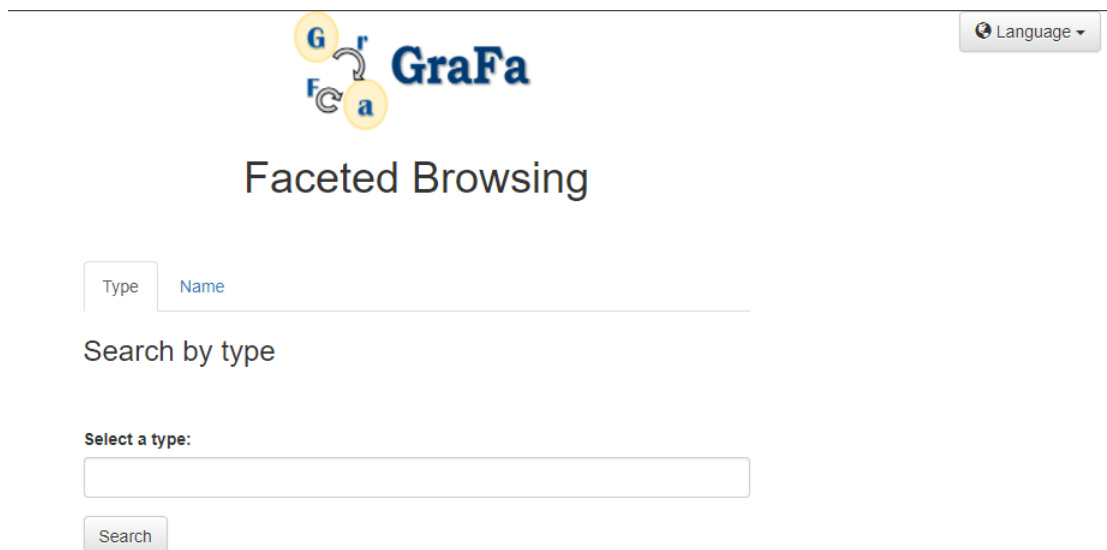 G r
F a
GraFa
Language
Faceted Browsing
Type Name
Search by type
Select a type:
Search